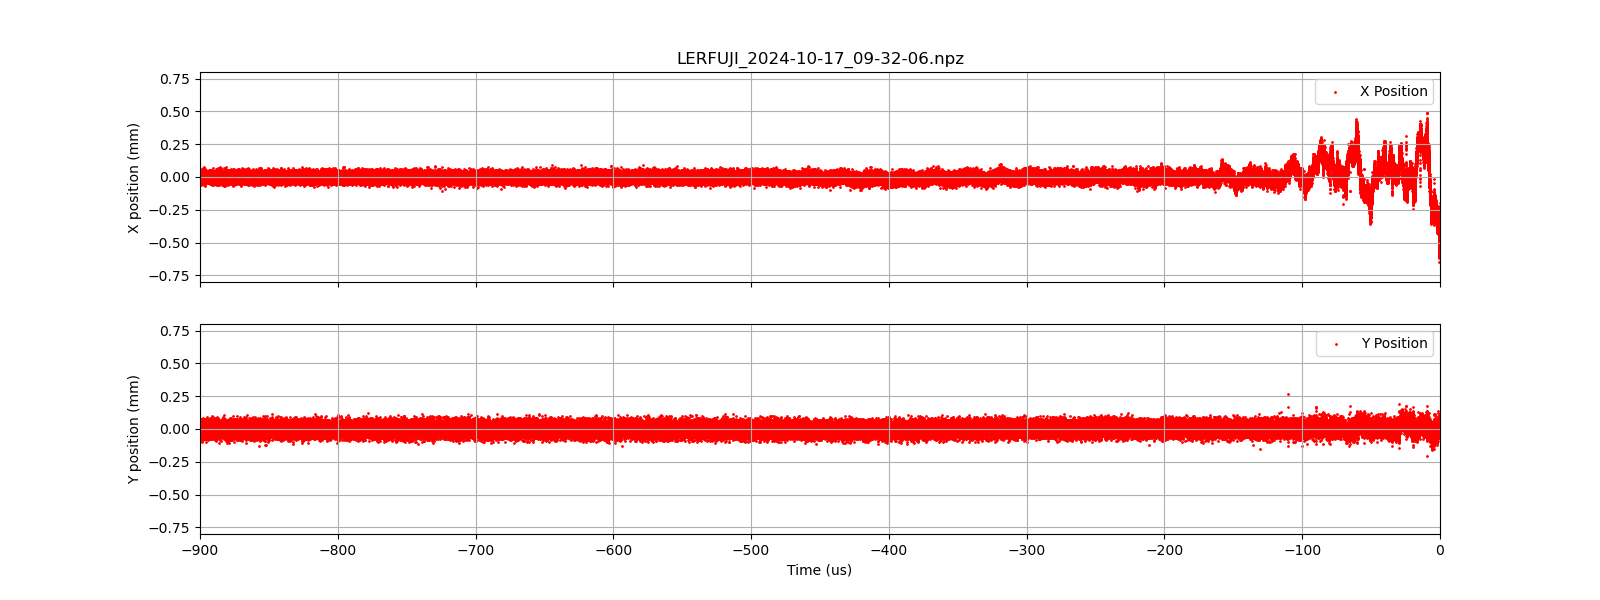 LERFUJI_2024-10-17_09-32-06.npz
0.75
0.50
0.25
0.00
−0.25
−0.50
−0.75
X position (mm)
X Position
0.75
0.50
0.25
0.00
−0.25
−0.50
−0.75
Y position (mm)
Y Position
−900 −800 −700 −600 −500 −400 −300 −200 −100 0
Time (us)